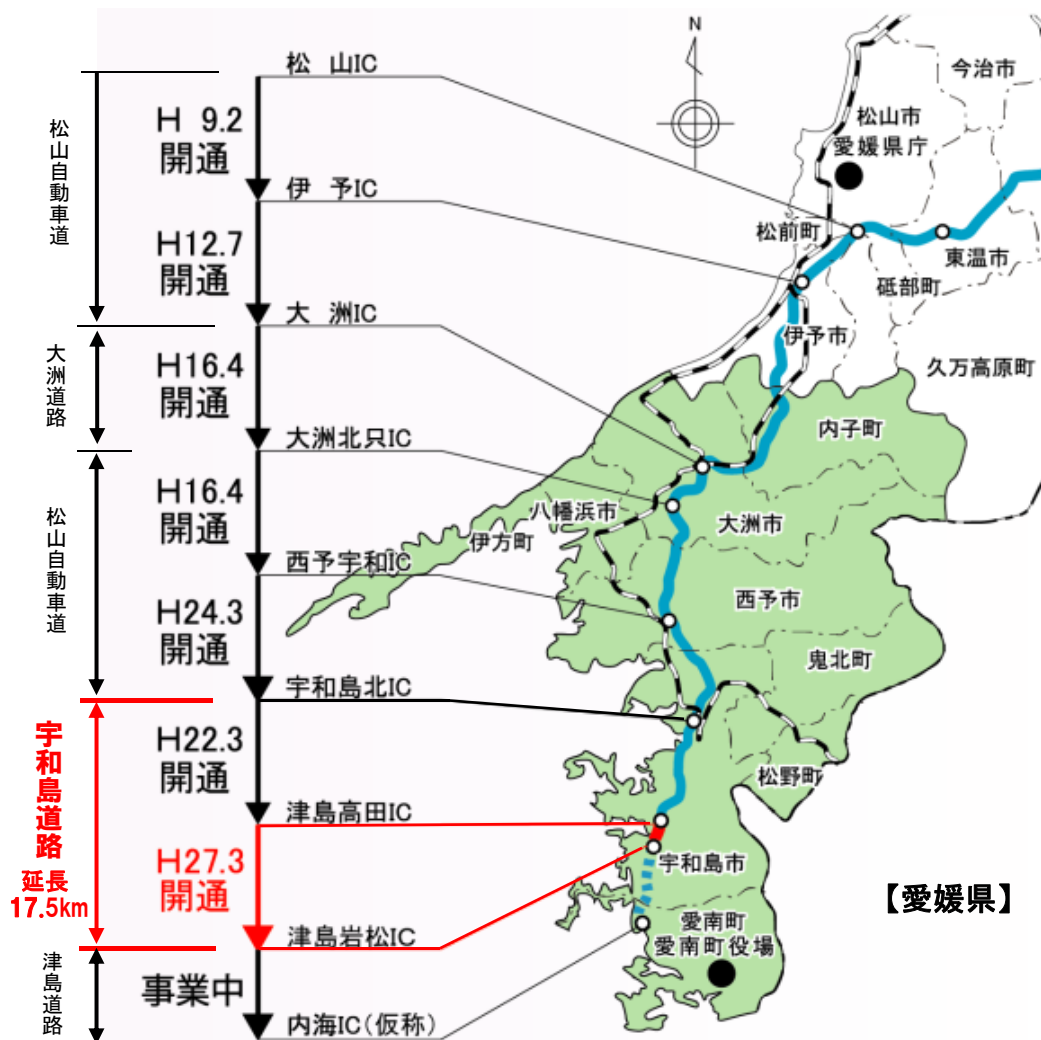 松山自動車道
大洲道路
松山自動車道
宇和島道路
延長
17.5km
津島道路
H 9.2
開通
H12.7
開通
H16.4
開通
H16.4
開通
H24.3
開通
H22.3
開通
H27.3
開通
事業中
松 山IC
伊 予IC
大 洲IC
大洲北只IC
西予宇和IC
宇和島北IC
津島高田IC
津島岩松IC
内海IC(仮称)
N
今治市
松山市
愛媛県庁
松前町
東温市
砥部町
伊予市
久万高原町
内子町
八幡浜市
大洲市
伊方町
西予市
鬼北町
松野町
宇和島市
愛南町
愛南町役場
【愛媛県】